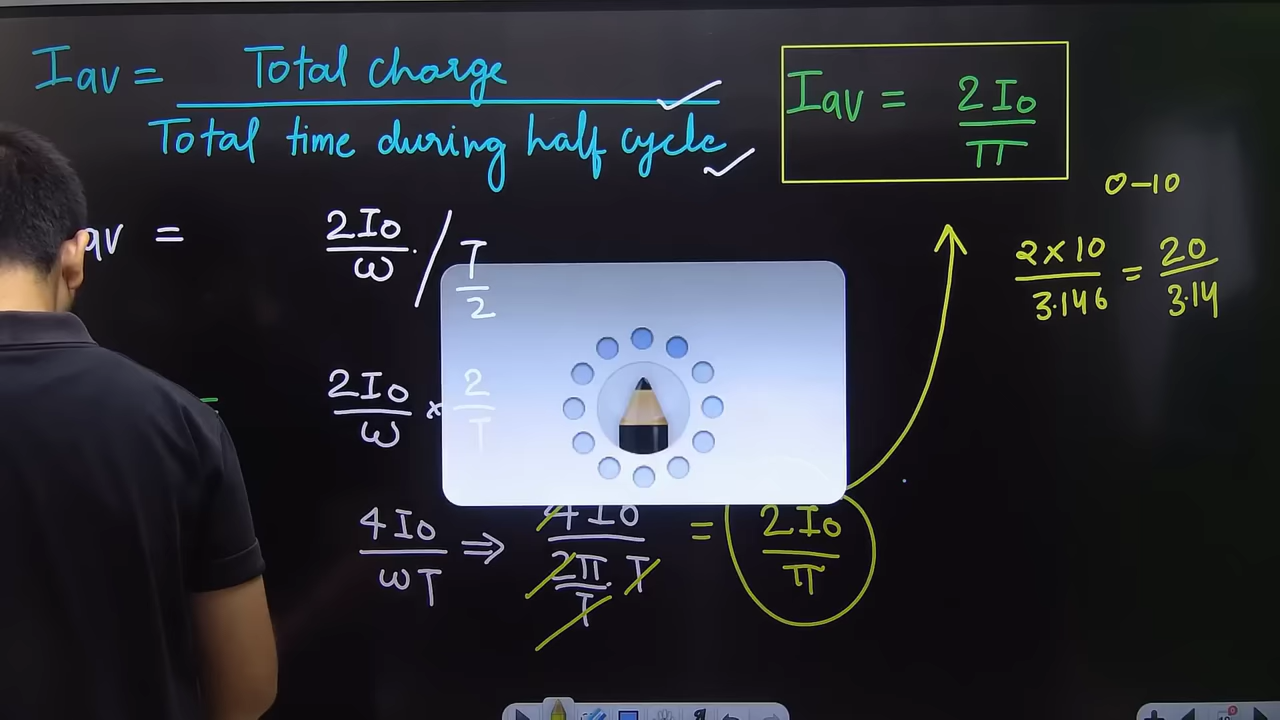 Iav = Total charge / Total time during half cycle
Iav = 2I₀ / π
0-10
av = 2I₀/ω / T/2
2×10 / 3.146 = 20 / 3.14
= 2I₀/ω × 2/T
4I₀ / ωT ⇒ 4I₀ / (2π/T · T) = 2I₀ / π